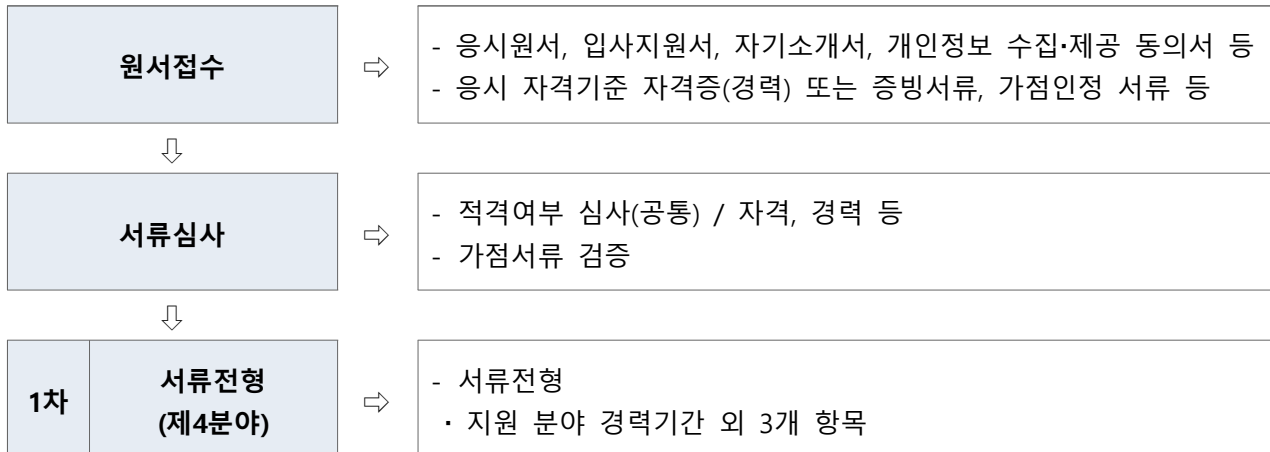 원서접수
⇨
- 응시원서, 입사지원서, 자기소개서, 개인정보 수집·제공 동의서 등
- 응시 자격기준 자격증(경력) 또는 증빙서류, 가점인정 서류 등
⇩
서류심사
⇨
- 적격여부 심사(공통) / 자격, 경력 등
- 가점서류 검증
⇩
1차
서류전형
(제4분야)
⇨
- 서류전형
· 지원 분야 경력기간 외 3개 항목